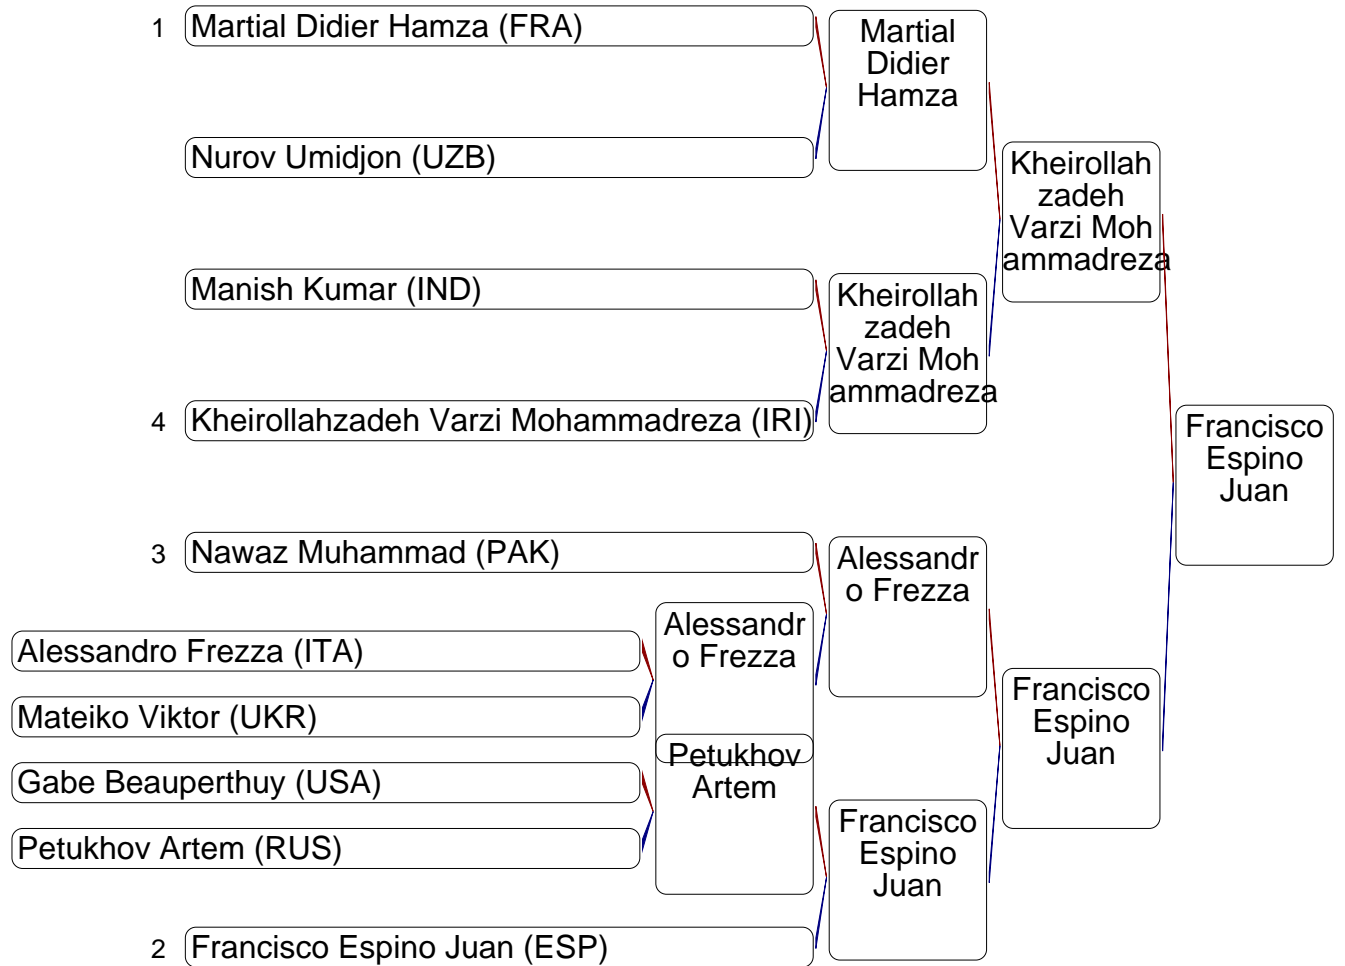 1 Martial Didier Hamza (FRA)
Nurov Umidjon (UZB)
Manish Kumar (IND)
4 Kheirollahzadeh Varzi Mohammadreza (IRI)
3 Nawaz Muhammad (PAK)
Alessandro Frezza (ITA)
Mateiko Viktor (UKR)
Gabe Beauperthuy (USA)
Petukhov Artem (RUS)
2 Francisco Espino Juan (ESP)
Alessandr
o Frezza
Petukhov
Artem
Martial
Didier
Hamza
Kheirollah
zadeh
Varzi Moh
ammadreza
Alessandr
o Frezza
Francisco
Espino
Juan
Kheirollah
zadeh
Varzi Moh
ammadreza
Francisco
Espino
Juan
Francisco
Espino
Juan